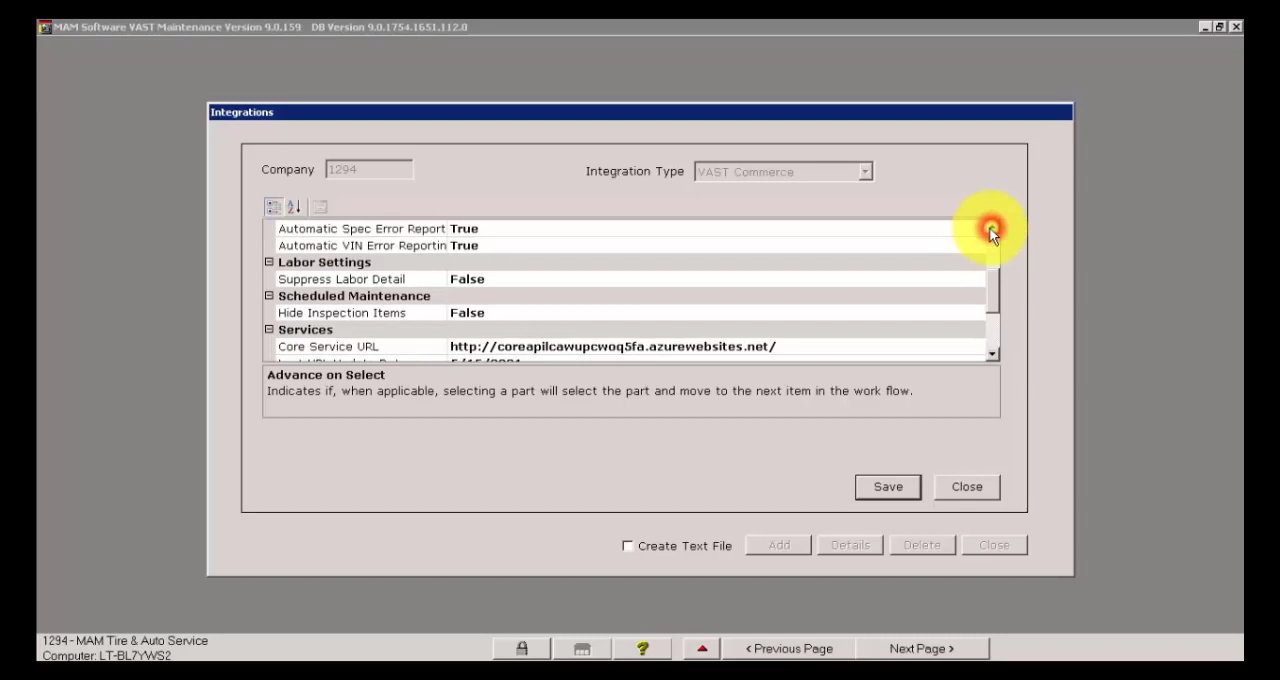 MAM Software VAST Maintenance Version 9.0.159 DB Version 9.0.1754.1651.112.0
Integrations
Company 1294 Integration Type VAST Commerce
Automatic Spec Error Report True
Automatic VIN Error Reportin True
Labor Settings
Suppress Labor Detail False
Scheduled Maintenance
Hide Inspection Items False
Services
Core Service URL http://coreapilcawupcwoq5fa.azurewebsites.net/
Advance on Select
Indicates if, when applicable, selecting a part will select the part and move to the next item in the work flow.
Save Close
Create Text File Add Details Delete Close
1294 - MAM Tire & Auto Service
Computer: LT-BL7YWS2
< Previous Page Next Page >